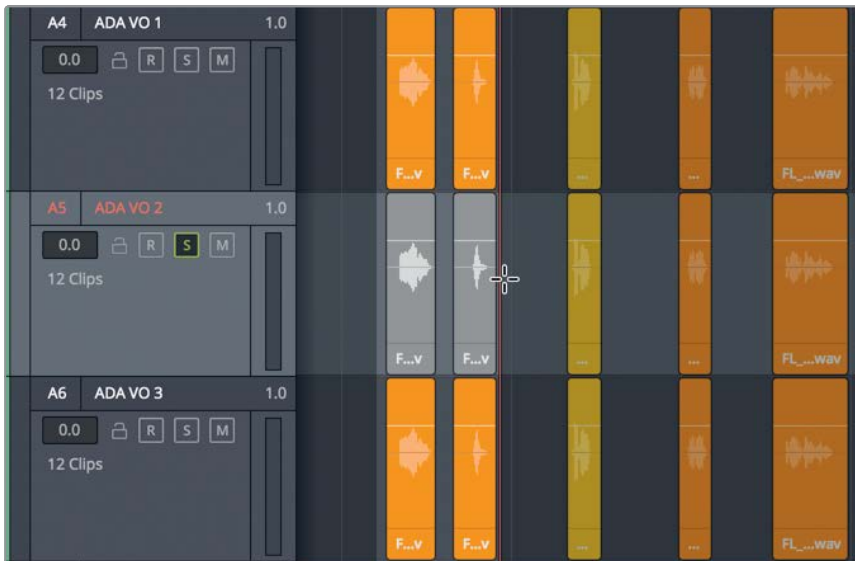 A4 ADA VO 1 1.0
0.0 R S M
12 Clips
F...v F...v ... ... FL_...wav
A5 ADA VO 2 1.0
0.0 R S M
12 Clips
F...v F...v ... ... FL_...wav
A6 ADA VO 3 1.0
0.0 R S M
12 Clips
F...v F...v ... ... FL_...wav